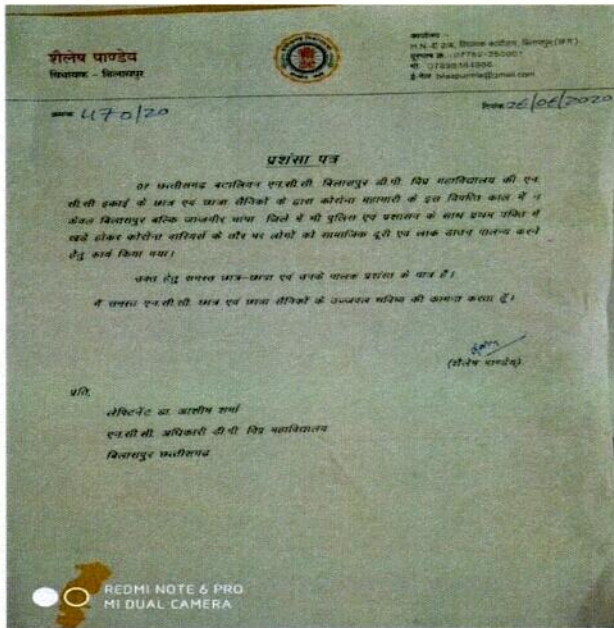 शैलेष पाण्डेय
विधायक - बिलासपुर
कार्यालय :-
क्रमांक 470/20
दिनांक 26/06/2020
प्रशंसा पत्र
07 छत्तीसगढ़ बटालियन एन.सी.सी. बिलासपुर डी.पी. विप्र महाविद्यालय की एन.
सी.सी इकाई के छात्र एवं छात्रा सैनिकों के द्वारा कोरोना महामारी के इस विपत्ति काल में न
केवल बिलासपुर बल्कि जांजगीर चांपा जिले में भी पुलिस एवं प्रशासन के साथ प्रथम पंक्ति में
खडे होकर कोरोना वारियर्स के तौर पर लोगों को सामाजिक दूरी एवं लाक डाउन पालन्य करने
हेतु कार्य किया गया।
उक्त हेतु समस्त छात्र-छात्रा एवं उनके पालक प्रशंसा के पात्र है।
मैं समस्त एन.सी.सी. छात्र एवं छात्रा सैनिकों के उज्जवल भविष्य की कामना करता हूँ।
(शैलेष पाण्डेय)
प्रति,
लेफ्टिनेंट डा. आशीष शर्मा
एन.सी.सी. अधिकारी डी.पी. विप्र महाविद्यालय
बिलासपुर छत्तीसगढ़
REDMI NOTE 6 PRO
MI DUAL CAMERA